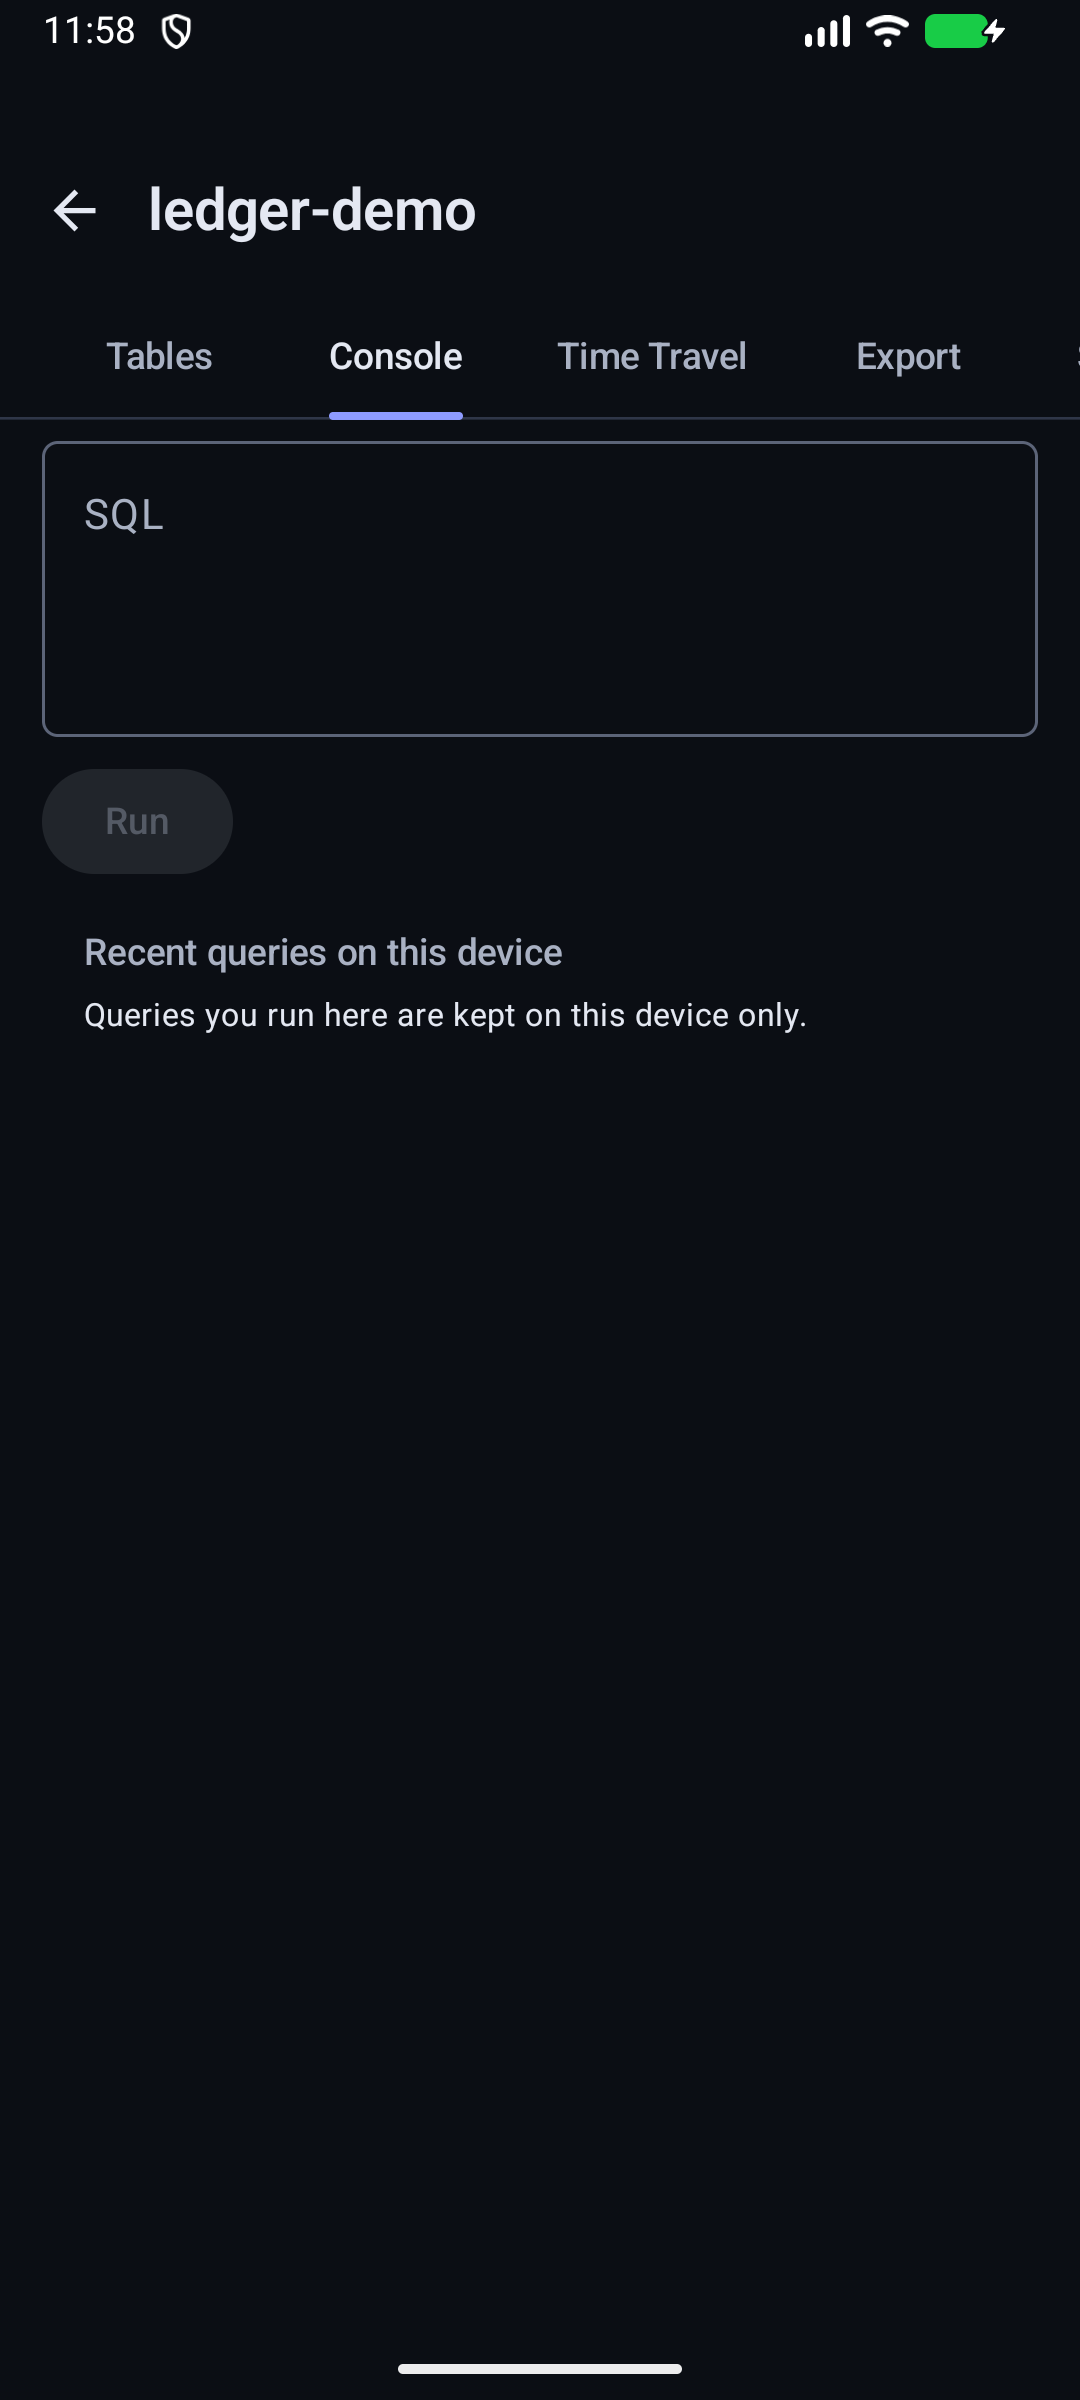 11:58
ledger-demo
Tables Console Time Travel Export
SQL
Run
Recent queries on this device
Queries you run here are kept on this device only.